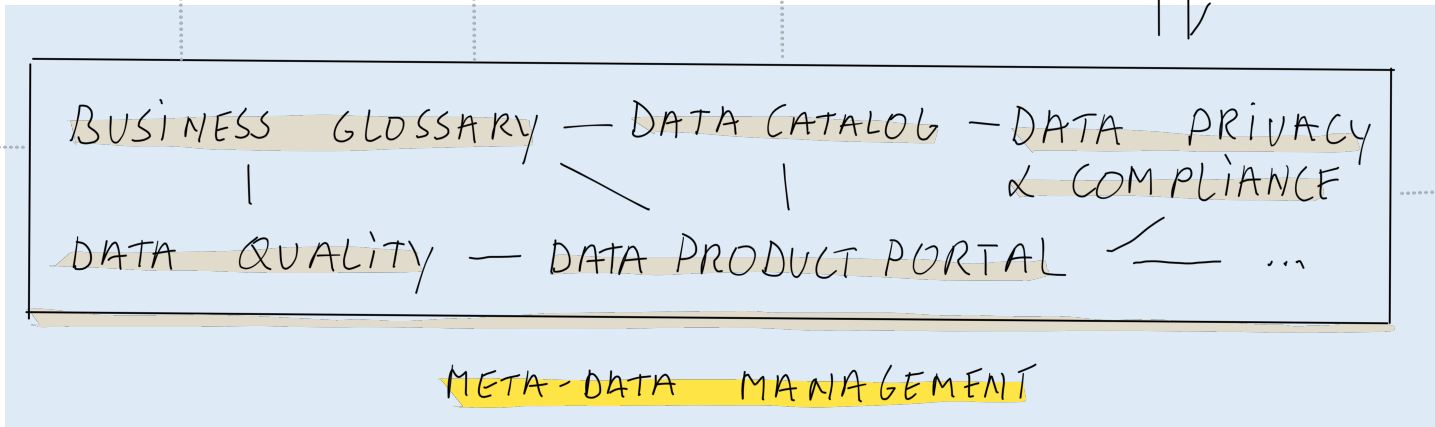 BUSINESS GLOSSARY — DATA CATALOG — DATA PRIVACY
& COMPLIANCE
DATA QUALITY — DATA PRODUCT PORTAL — ...
META-DATA MANAGEMENT